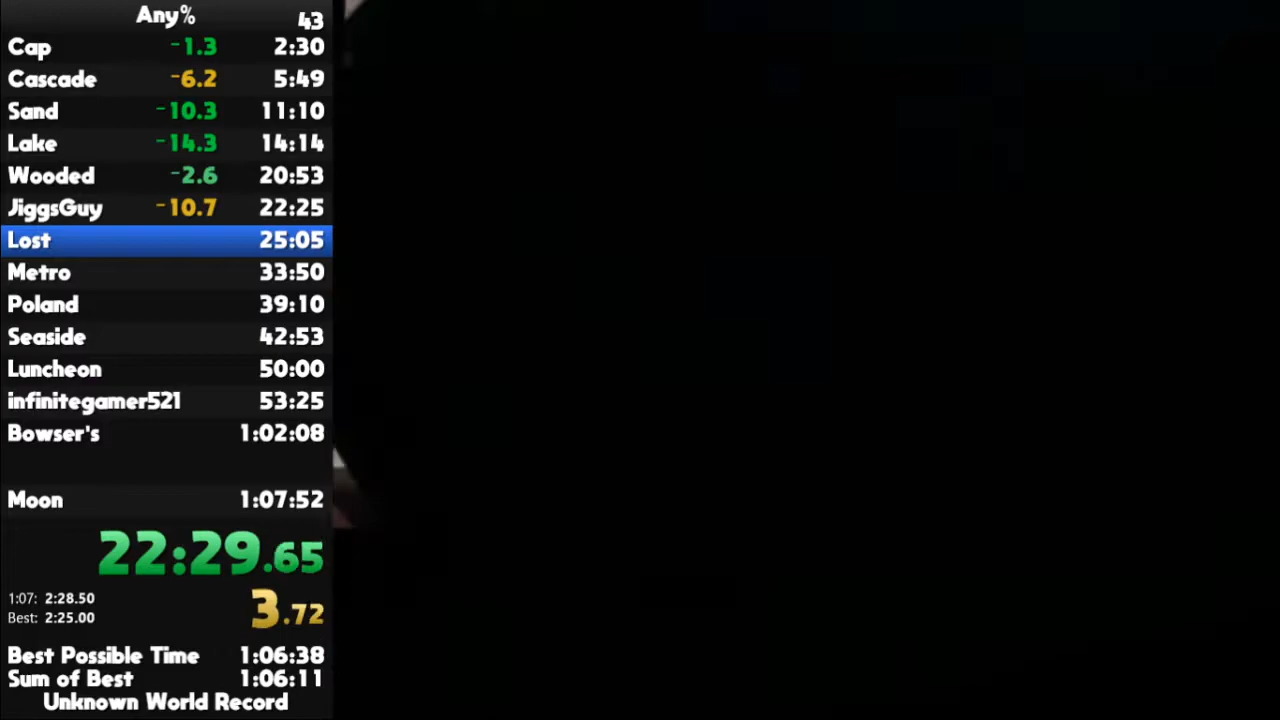 Any%
43
Cap -1.3 2:30
Cascade -6.2 5:49
Sand -10.3 11:10
Lake -14.3 14:14
Wooded -2.6 20:53
JiggsGuy -10.7 22:25
Lost 25:05
Metro 33:50
Poland 39:10
Seaside 42:53
Luncheon 50:00
infinitegamer521 53:25
Bowser's 1:02:08
Moon 1:07:52
22:29.65
1:07: 2:28.50
3.72
Best: 2:25.00
Best Possible Time 1:06:38
Sum of Best 1:06:11
Unknown World Record